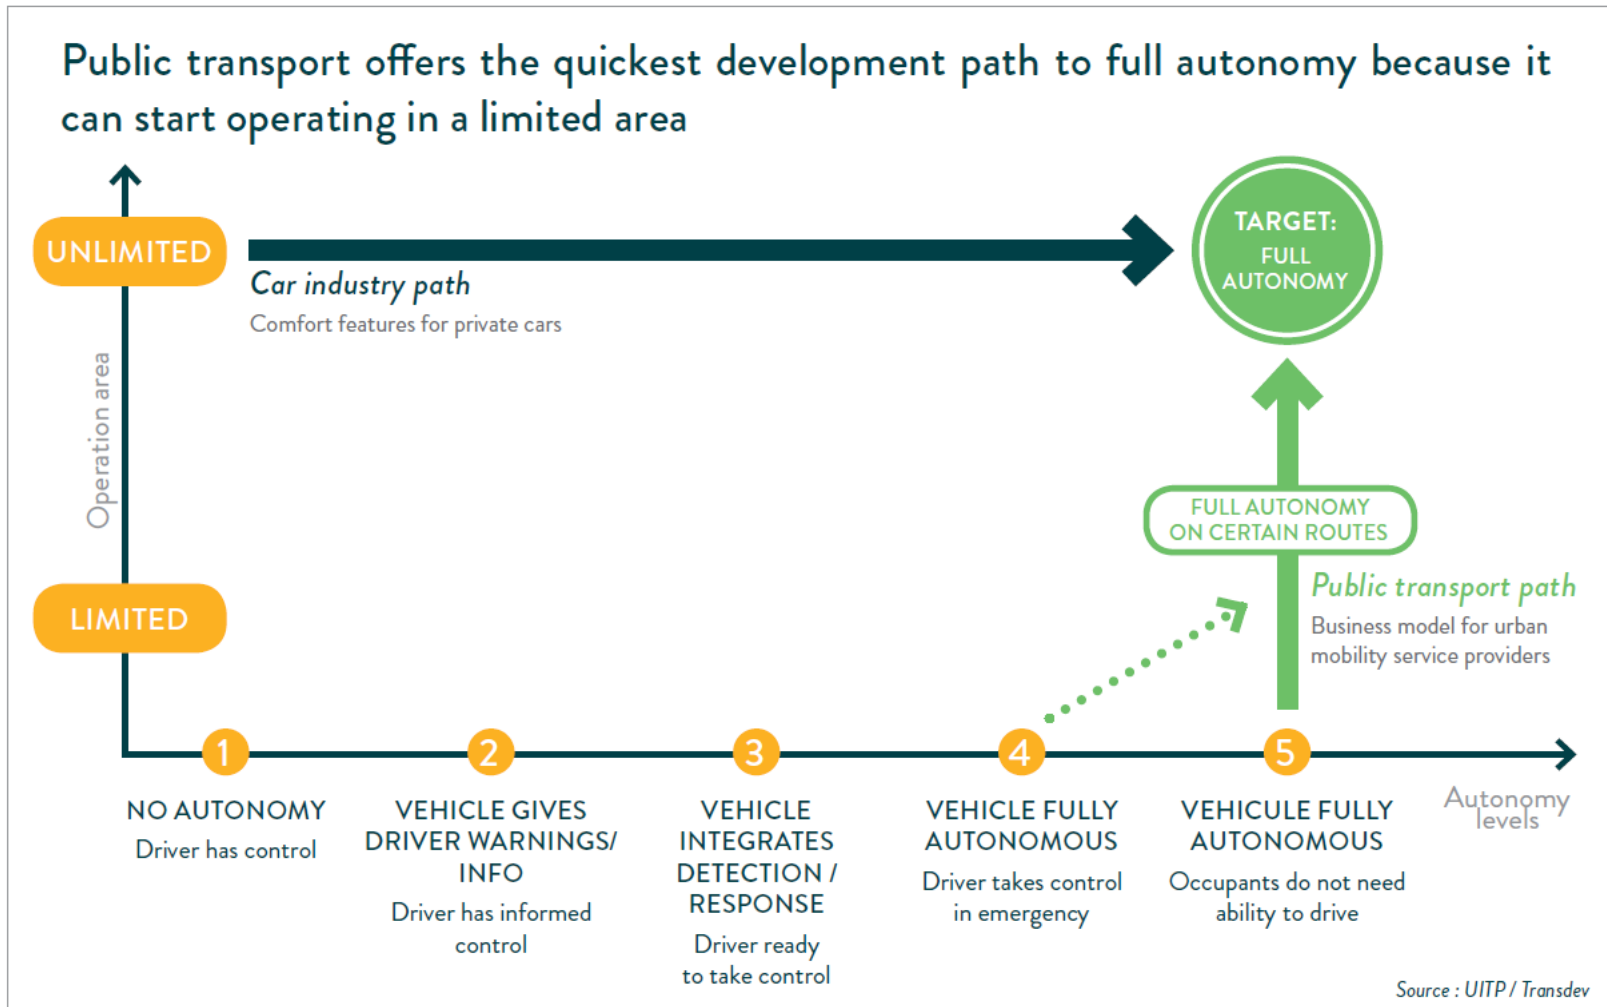 Public transport offers the quickest development path to full autonomy because it
can start operating in a limited area
UNLIMITED
Car industry path
Comfort features for private cars
TARGET:
FULL
AUTONOMY
Operation area
FULL AUTONOMY
ON CERTAIN ROUTES
LIMITED
Public transport path
Business model for urban
mobility service providers
1
NO AUTONOMY
Driver has control
2
VEHICLE GIVES
DRIVER WARNINGS/
INFO
Driver has informed
control
3
VEHICLE
INTEGRATES
DETECTION /
RESPONSE
Driver ready
to take control
4
VEHICLE FULLY
AUTONOMOUS
Driver takes control
in emergency
5
VEHICULE FULLY
AUTONOMOUS
Occupants do not need
ability to drive
Autonomy
levels
Source : UITP / Transdev